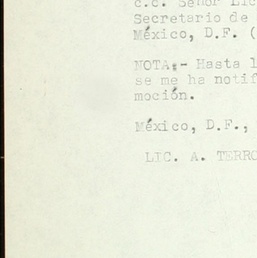 c.c. Señor Lic
Secretario de
México, D.F. (
NOTA.- Hasta l
se me ha notif
moción.
México, D.F.,
LIC. A. TERRO